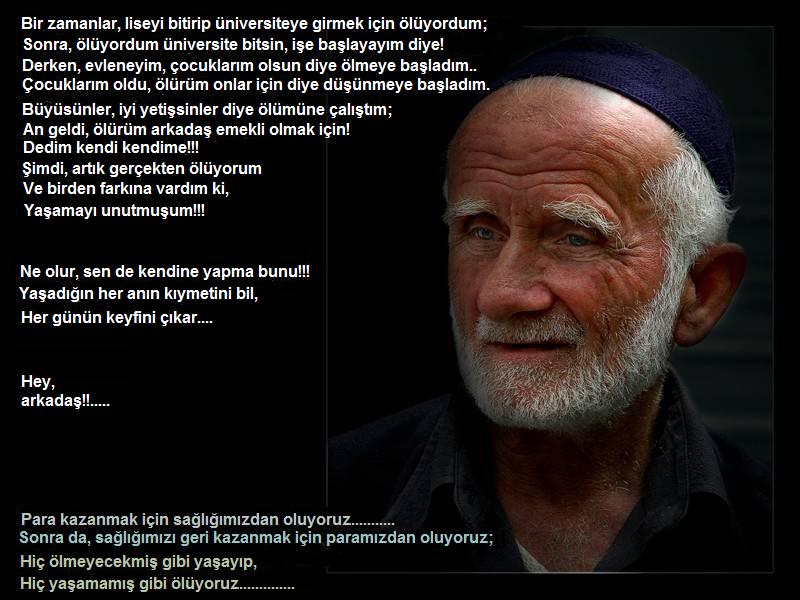 Bir zamanlar, liseyi bitirip üniversiteye girmek için ölüyordum;
Sonra, ölüyordum üniversite bitsin, işe başlayayım diye!
Derken, evleneyim, çocuklarım olsun diye ölmeye başladım..
Çocuklarım oldu, ölürüm onlar için diye düşünmeye başladım.
Büyüsünler, iyi yetişsinler diye ölümüne çalıştım;
An geldi, ölürüm arkadaş emekli olmak için!
Dedim kendi kendime!!!
Şimdi, artık gerçekten ölüyorum
Ve birden farkına vardım ki,
Yaşamayı unutmuşum!!!
Ne olur, sen de kendine yapma bunu!!!
Yaşadığın her anın kıymetini bil,
Her günün keyfini çıkar....
Hey,
arkadaş!!.....
Para kazanmak için sağlığımızdan oluyoruz...........
Sonra da, sağlığımızı geri kazanmak için paramızdan oluyoruz;
Hiç ölmeyecekmiş gibi yaşayıp,
Hiç yaşamamış gibi ölüyoruz..............